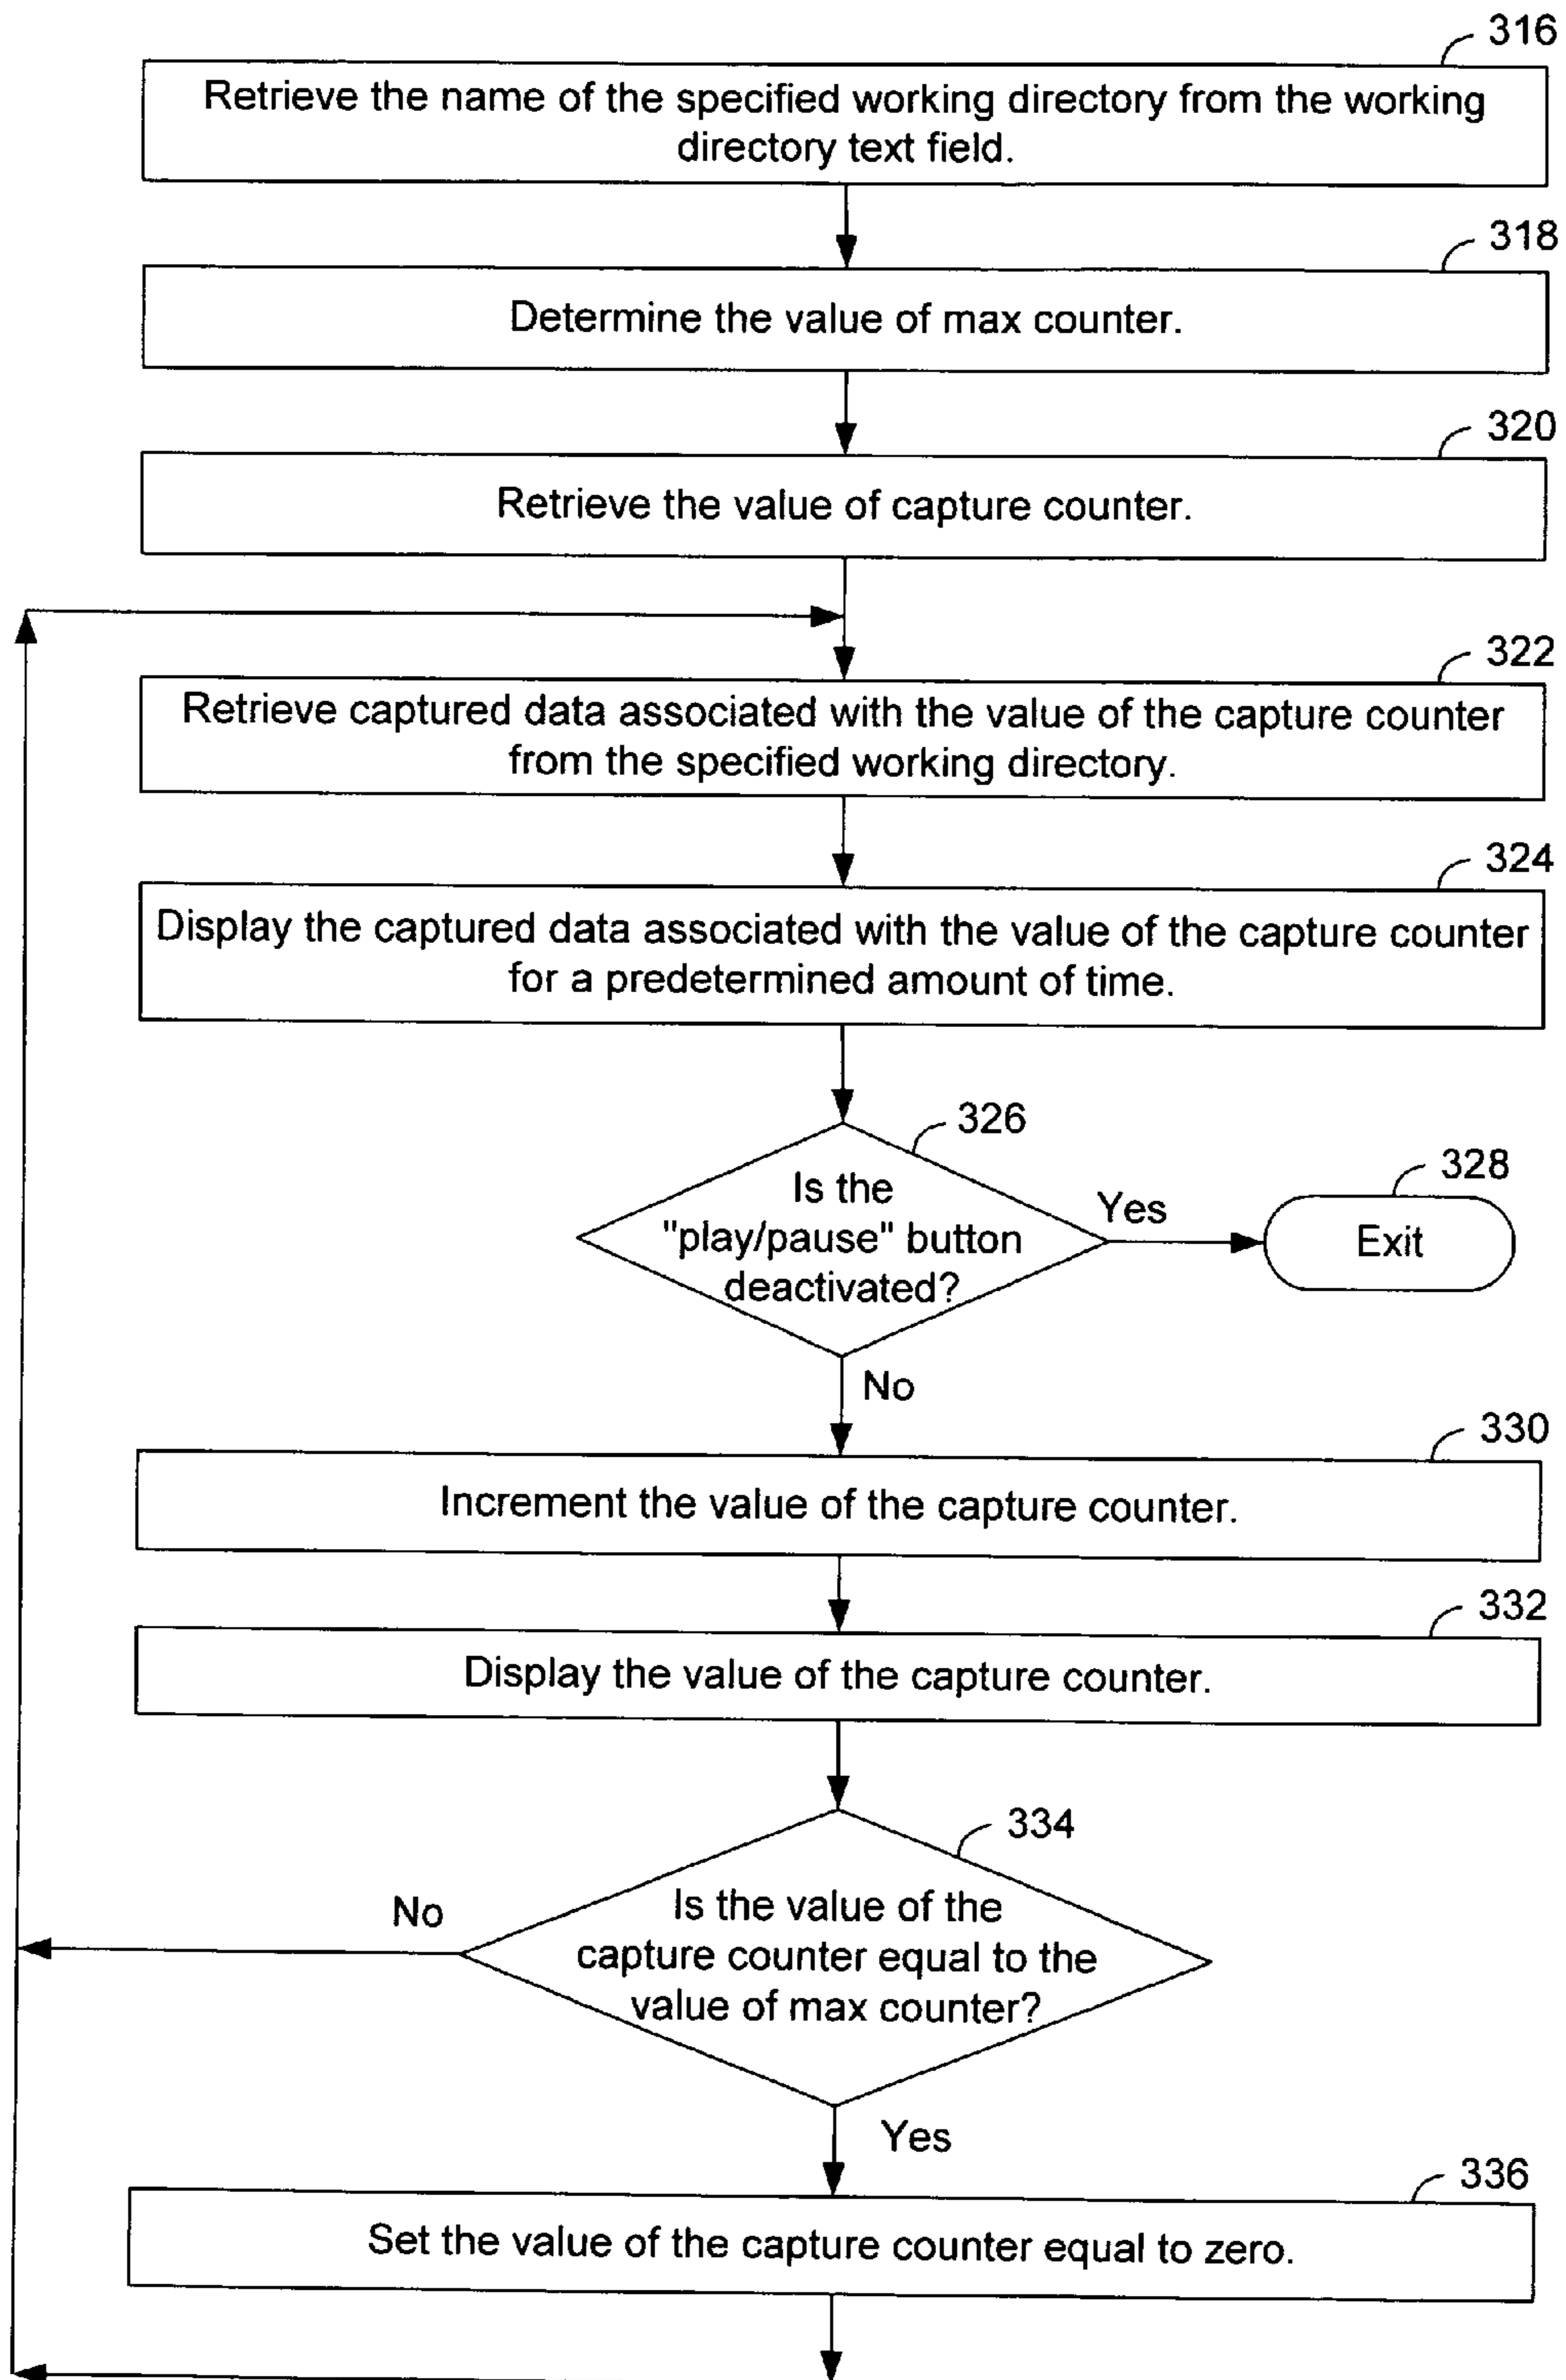 316
Retrieve the name of the specified working directory from the working
directory text field.
318
Determine the value of max counter.
320
Retrieve the value of capture counter.
322
Retrieve captured data associated with the value of the capture counter
from the specified working directory.
324
Display the captured data associated with the value of the capture counter
for a predetermined amount of time.
326
Is the
"play/pause" button
deactivated?
Yes
328
Exit
No
330
Increment the value of the capture counter.
332
Display the value of the capture counter.
334
Is the value of the
capture counter equal to the
value of max counter?
No
Yes
336
Set the value of the capture counter equal to zero.